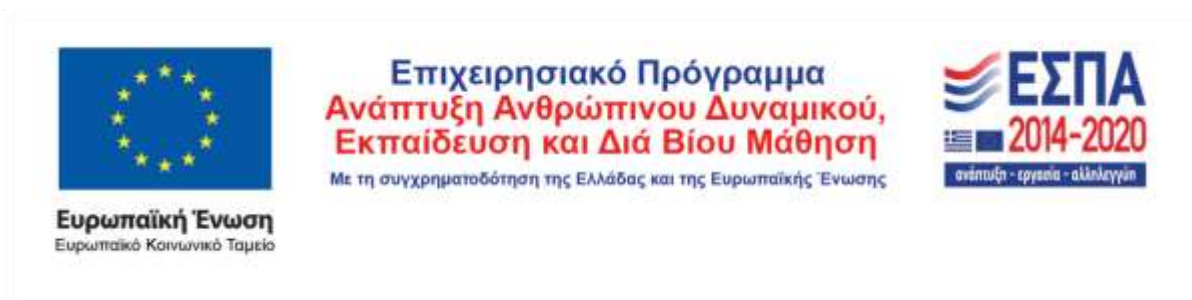 Επιχειρησιακό Πρόγραμμα
Ανάπτυξη Ανθρώπινου Δυναμικού,
Εκπαίδευση και Διά Βίου Μάθηση
Με τη συγχρηματοδότηση της Ελλάδας και της Ευρωπαϊκής Ένωσης
Ευρωπαϊκή Ένωση
Ευρωπαϊκό Κοινωνικό Ταμείο
ΕΣΠΑ
2014-2020
ανάπτυξη - εργασία - αλληλεγγύη